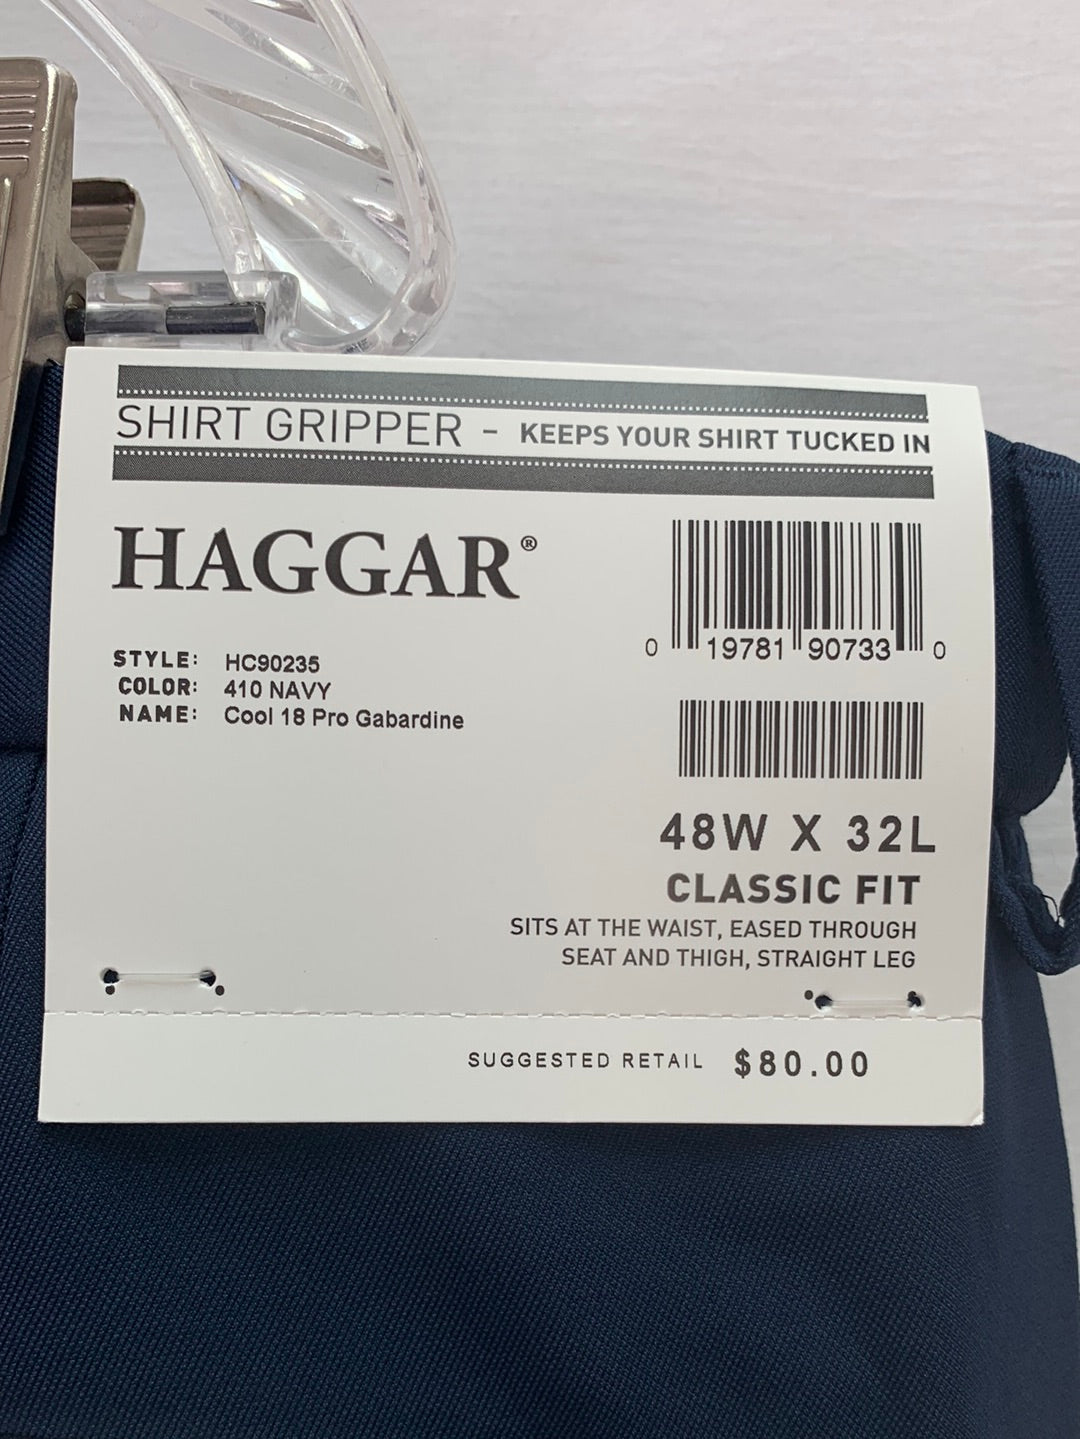 SHIRT GRIPPER - KEEPS YOUR SHIRT TUCKED IN
HAGGAR®
0 19781 90733 0
STYLE: HC90235
COLOR: 410 NAVY
NAME: Cool 18 Pro Gabardine
48W X 32L
CLASSIC FIT
SITS AT THE WAIST, EASED THROUGH
SEAT AND THIGH, STRAIGHT LEG
SUGGESTED RETAIL $80.00